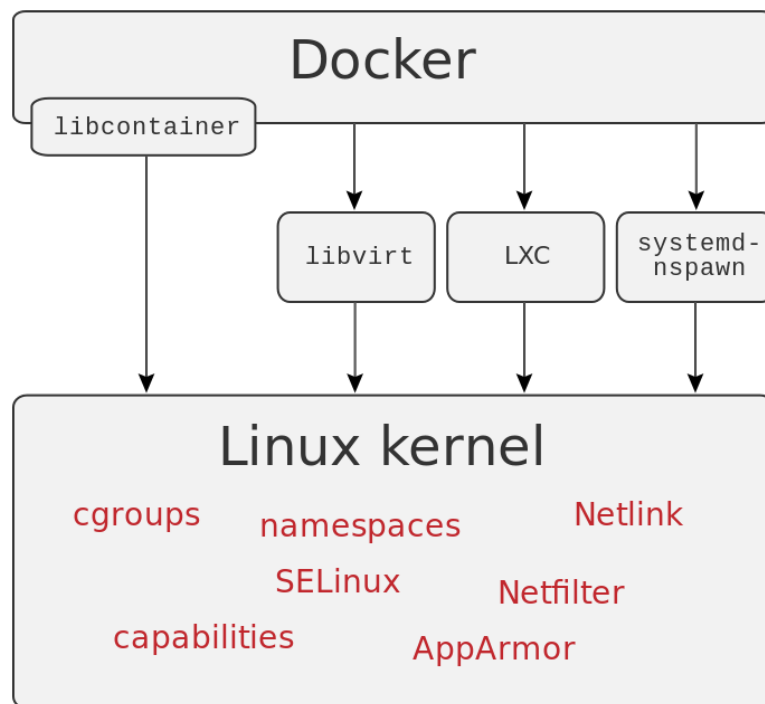 Docker
libcontainer
libvirt
LXC
systemd-
nspawn
Linux kernel
cgroups
namespaces
Netlink
SELinux
Netfilter
capabilities
AppArmor